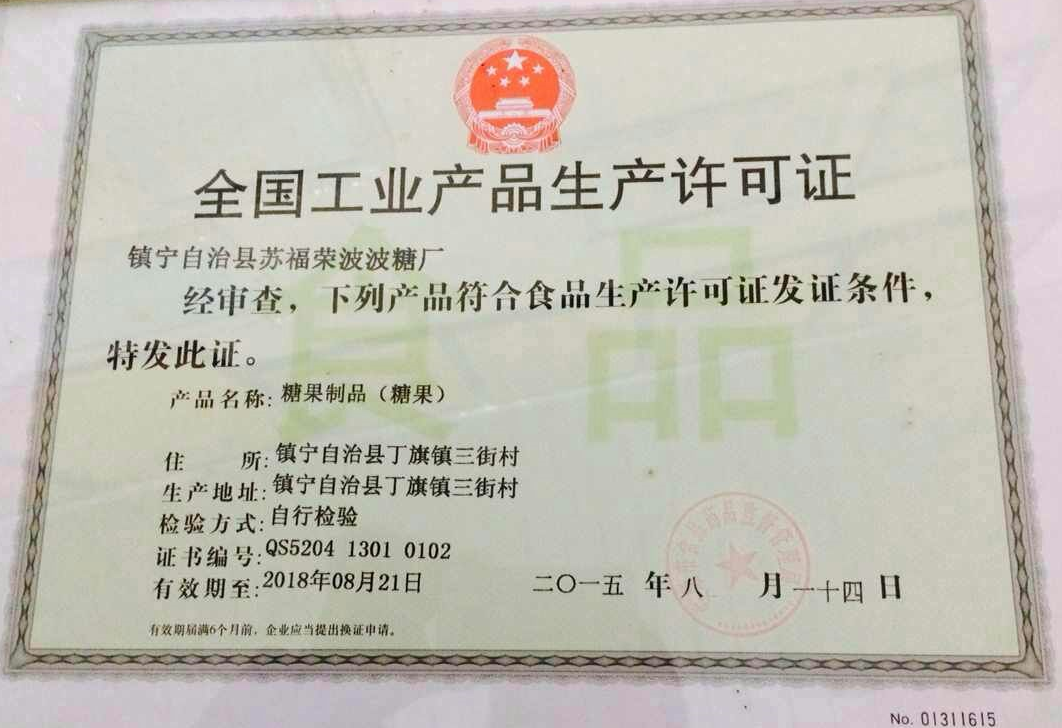 全国工业产品生产许可证
镇宁自治县苏福荣波波糖厂
经审查，下列产品符合食品生产许可证发证条件，
特发此证。
食品
产品名称: 糖果制品（糖果）
住 所: 镇宁自治县丁旗镇三街村
生产地址: 镇宁自治县丁旗镇三街村
检验方式: 自行检验
证书编号: QS5204 1301 0102
有效期至: 2018年08月21日
二〇一五 年 八 月 一十四 日
有效期届满6个月前，企业应当提出换证申请。
No. 01311615